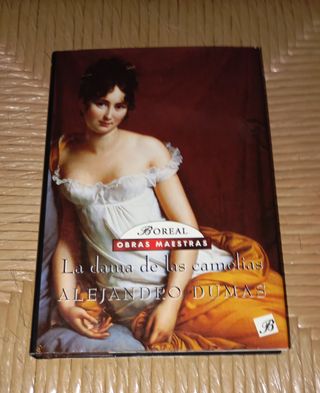 BOREAL
OBRAS MAESTRAS
La dama de las camelias
ALEJANDRO DUMAS
B